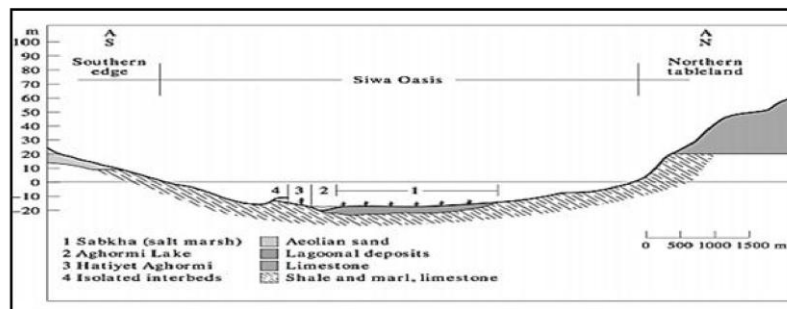 m
A A
S N
100
90
80
70
60
50
40
30
20
10
0
-10
-20
Southern edge
Siwa Oasis
Northern tableland
4 3 2 1
1 Sabkha (salt marsh)
2 Aghormi Lake
3 Hatiyet Aghormi
4 Isolated interbeds
Aeolian sand
Lagoonal deposits
Limestone
Shale and marl, limestone
0 500 1000 1500 m